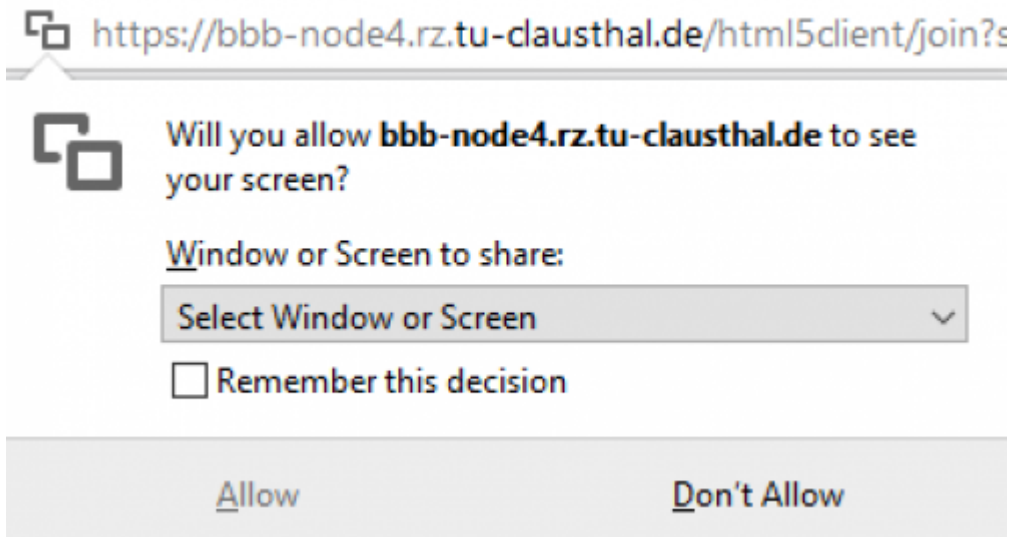 https://bbb-node4.rz.tu-clausthal.de/html5client/join?s
Will you allow bbb-node4.rz.tu-clausthal.de to see
your screen?
Window or Screen to share:
Select Window or Screen
Remember this decision
Allow
Don't Allow